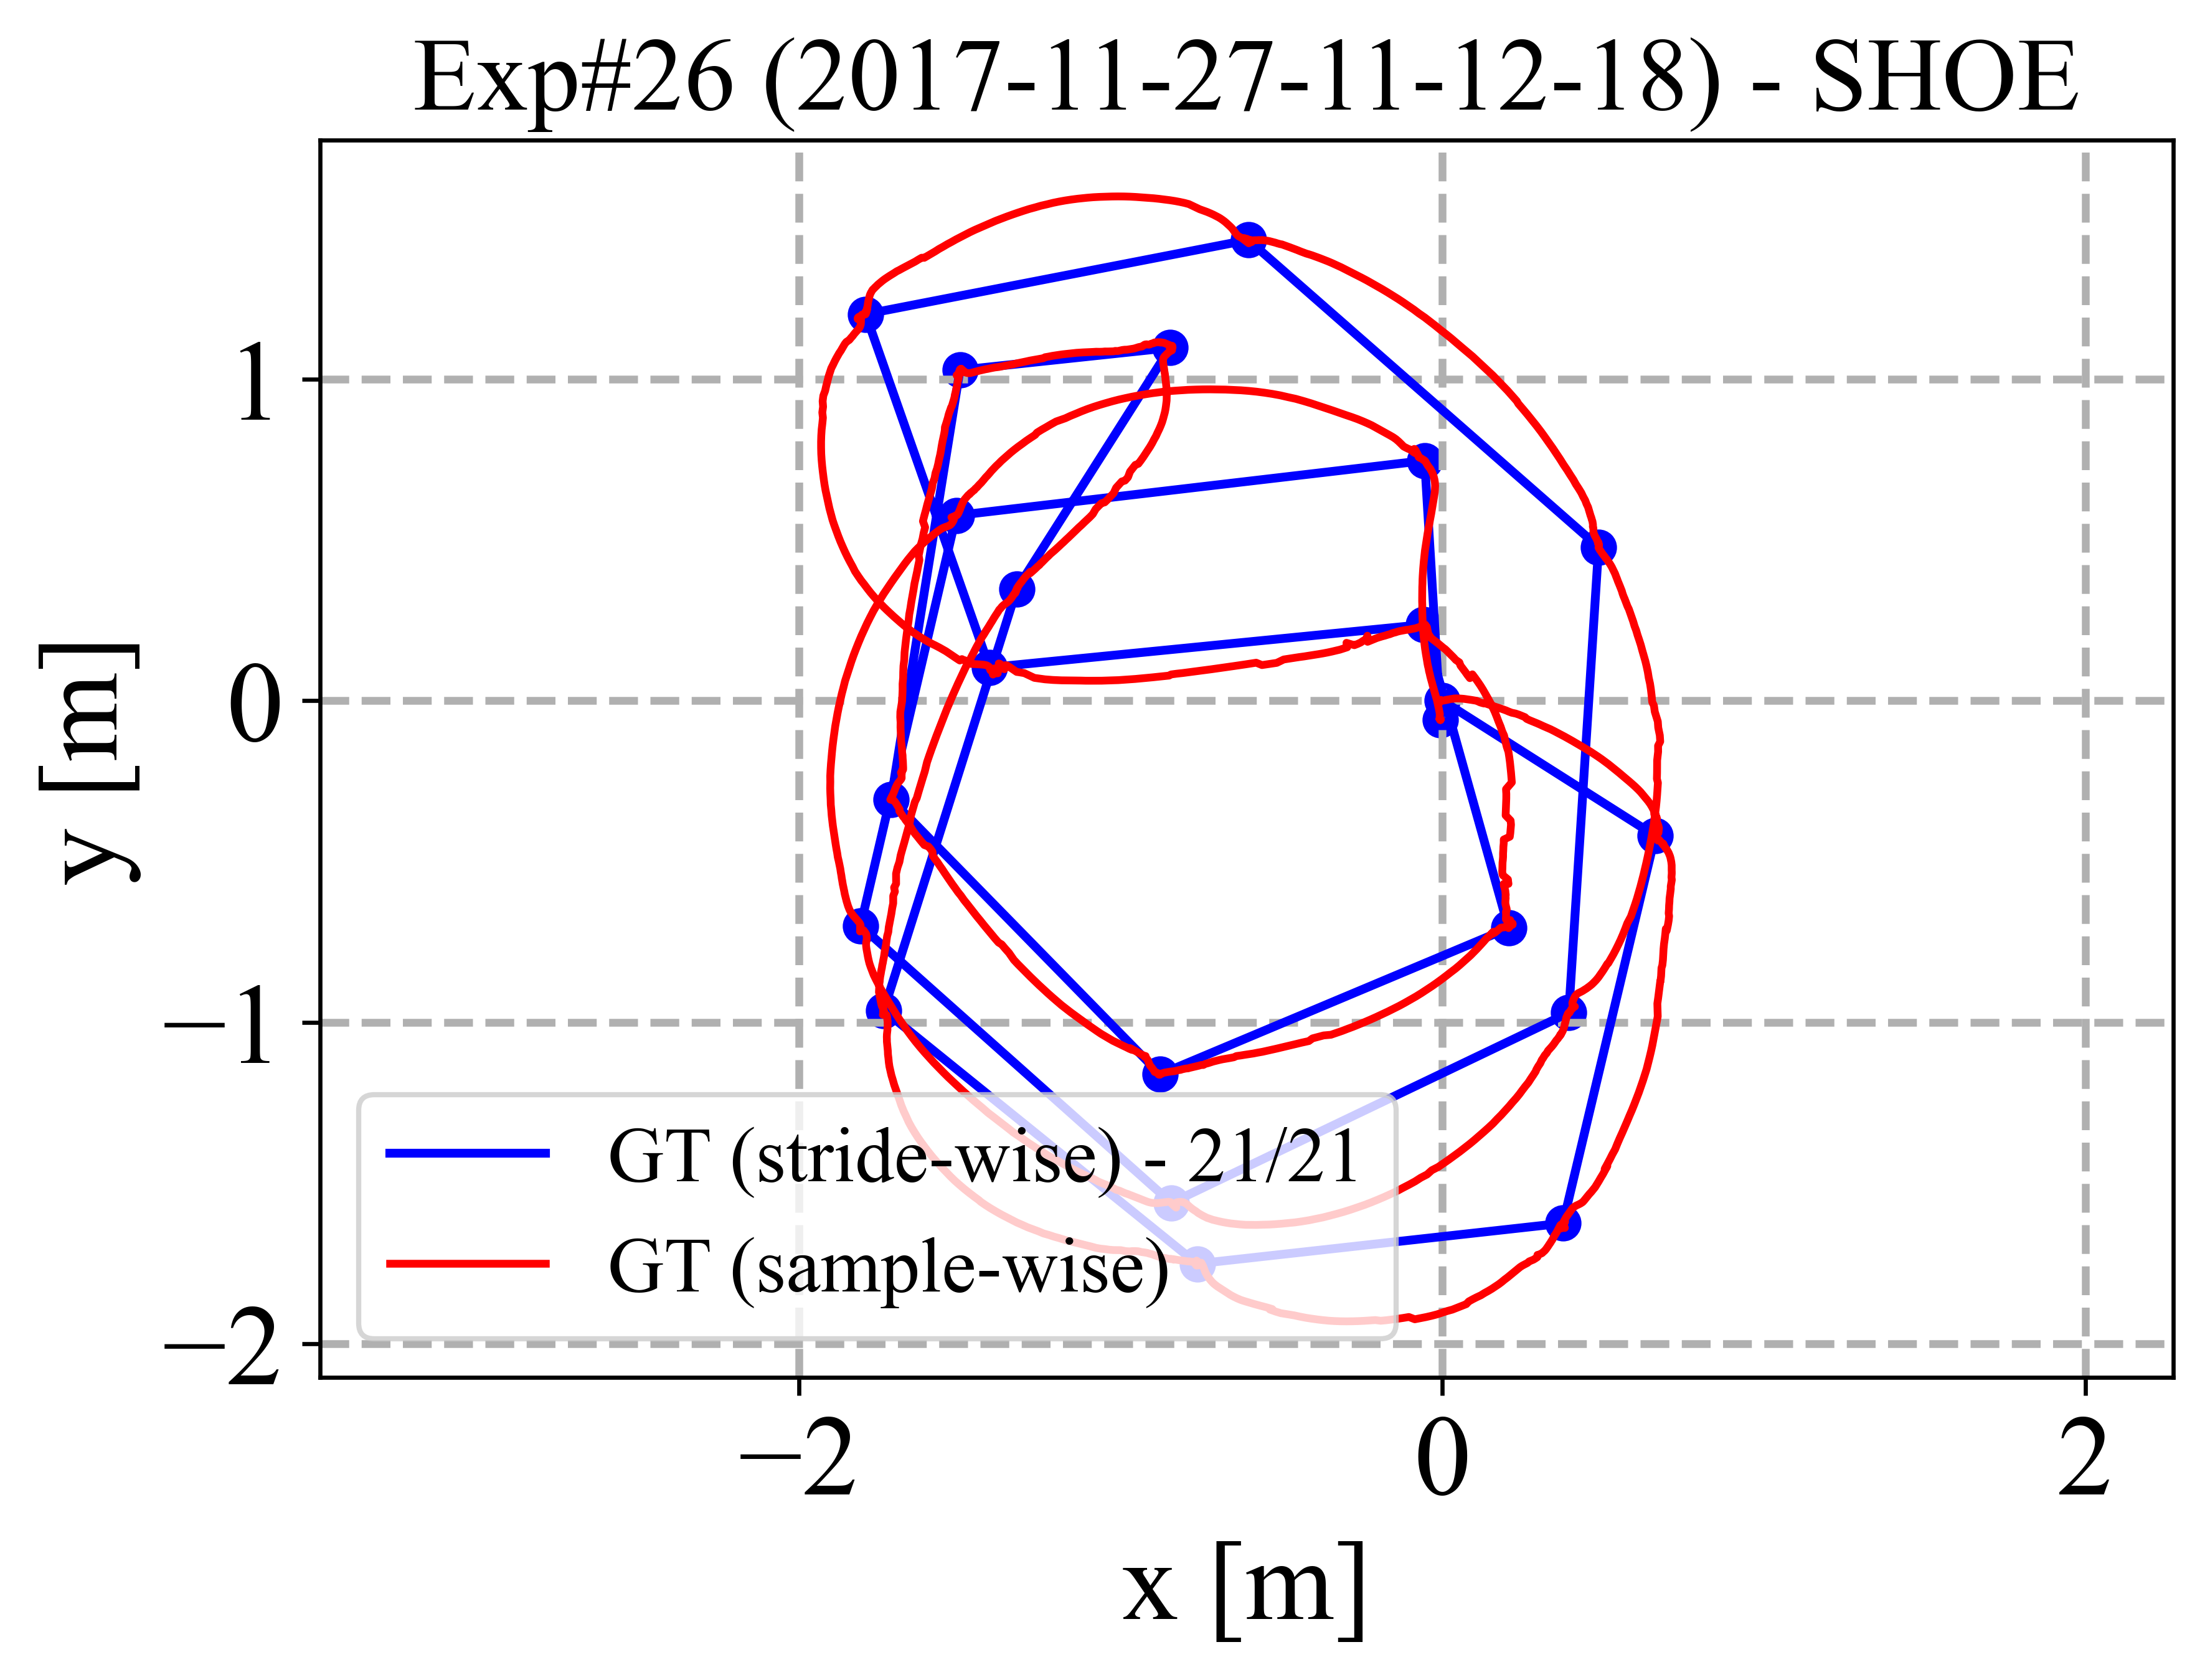 Exp#26 (2017-11-27-11-12-18) - SHOE
y [m]
1
0
−1
−2
GT (stride-wise) - 21/21
GT (sample-wise)
−2 0 2
x [m]